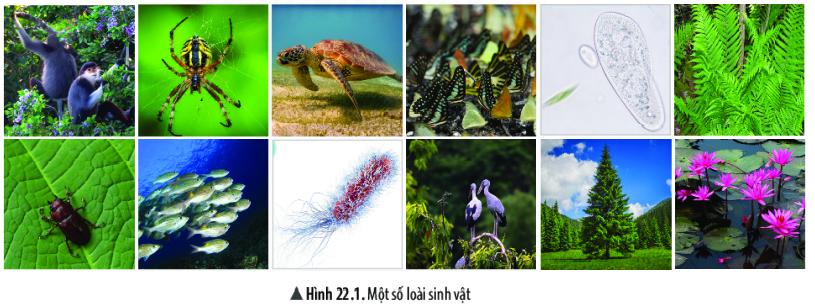 ▲ Hình 22.1. Một số loài sinh vật